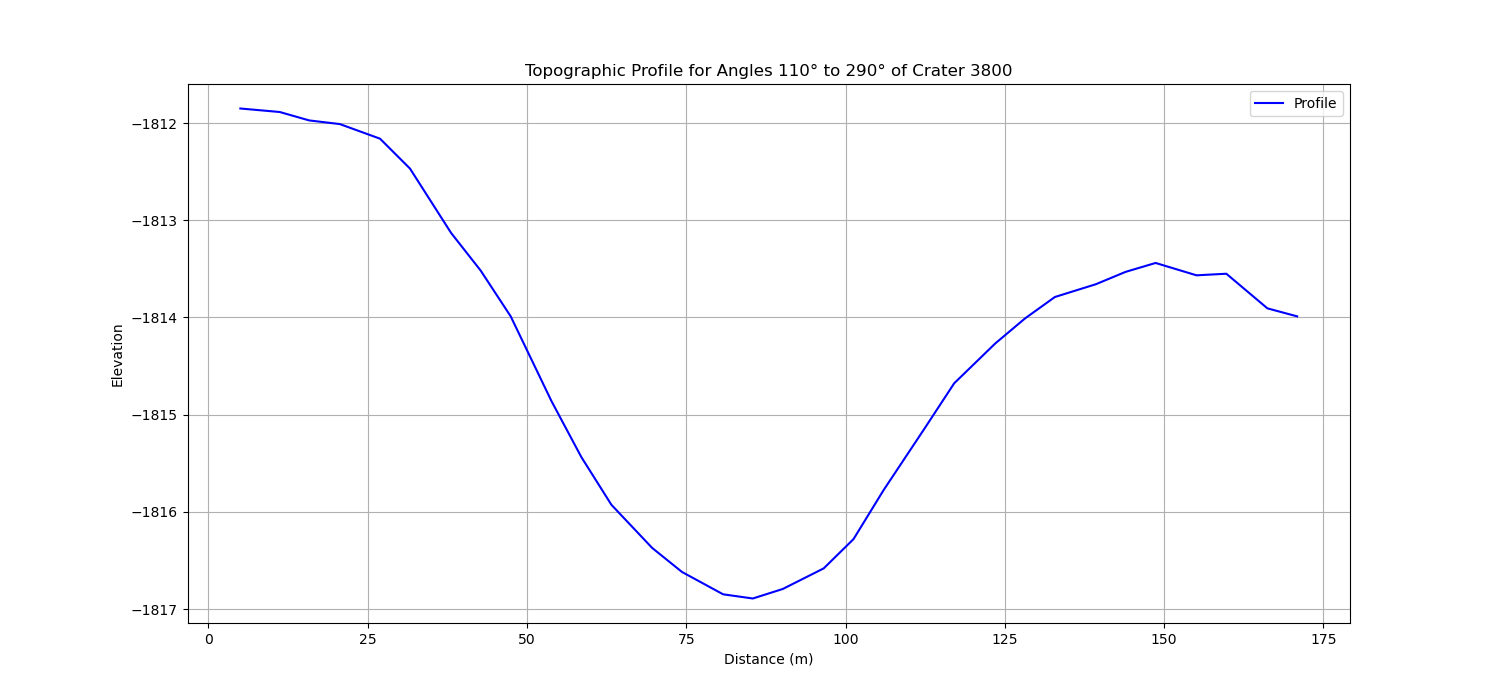 Topographic Profile for Angles 110° to 290° of Crater 3800
Profile
−1812
−1813
−1814
−1815
−1816
−1817
Elevation
0 25 50 75 100 125 150 175
Distance (m)